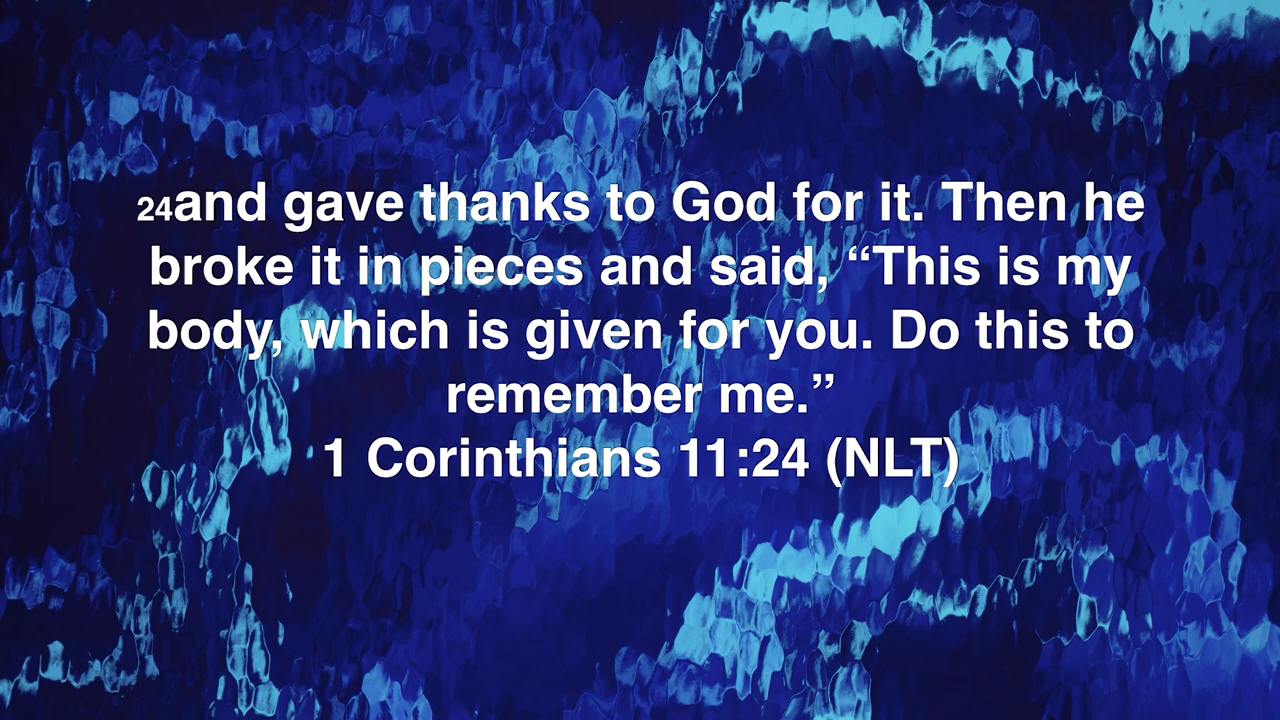 24and gave thanks to God for it. Then he
broke it in pieces and said, “This is my
body, which is given for you. Do this to
remember me.”
1 Corinthians 11:24 (NLT)